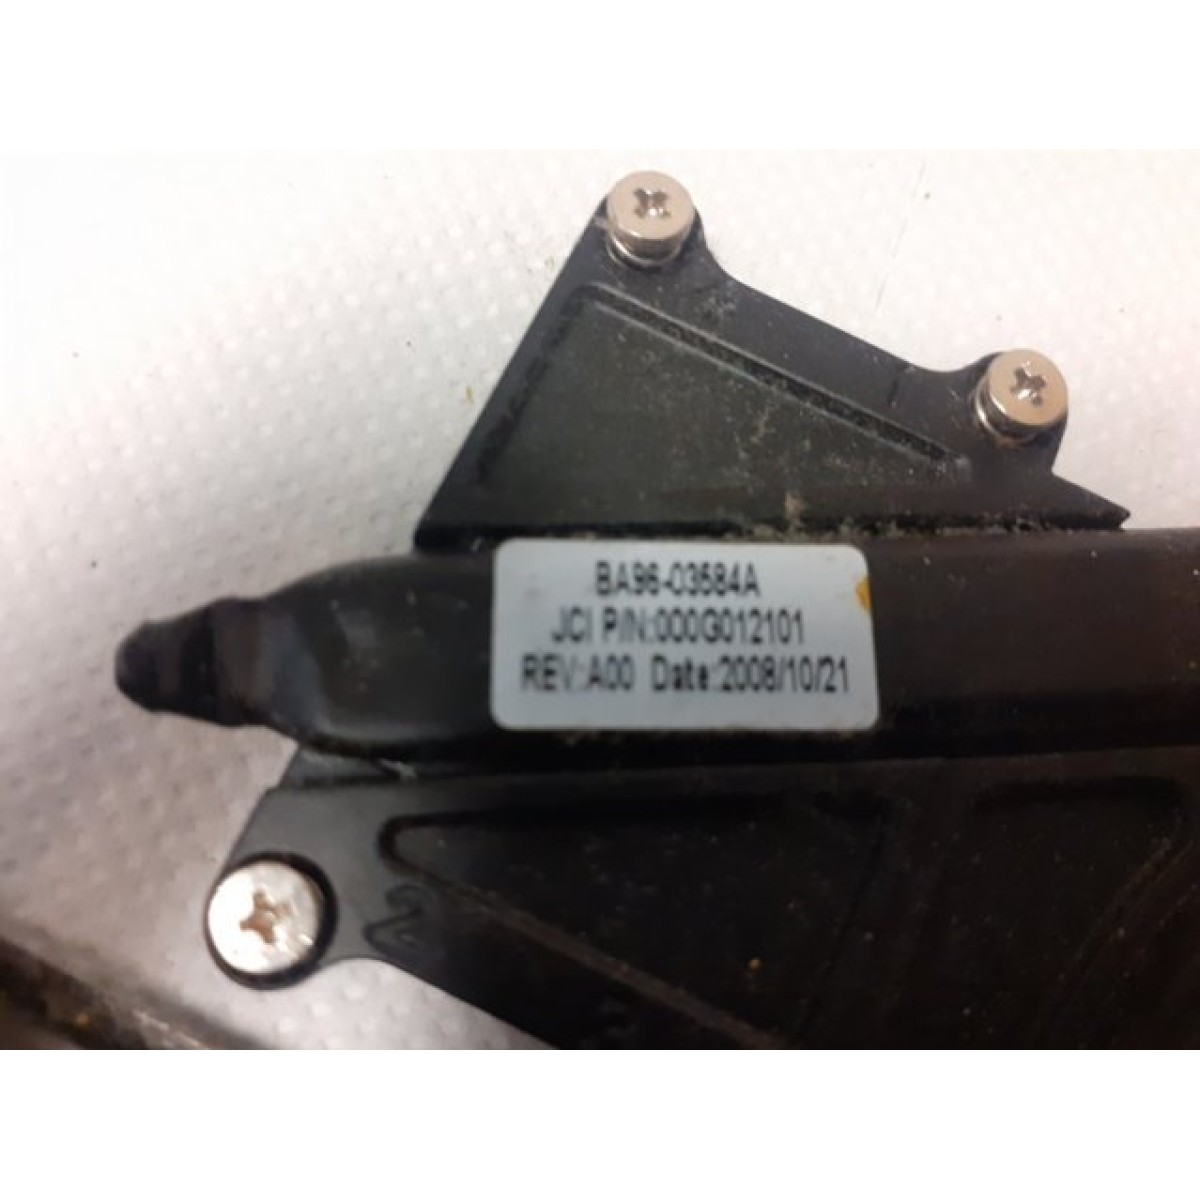 BA96-03584A
JCI P/N:000G012101
REV:A00 Date:2008/10/21